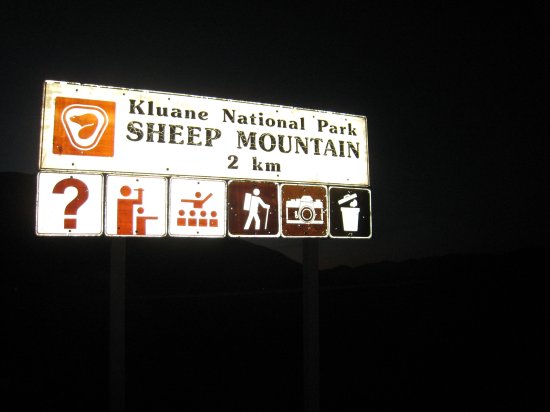 Kluane National Park
SHEEP MOUNTAIN
2 km
?